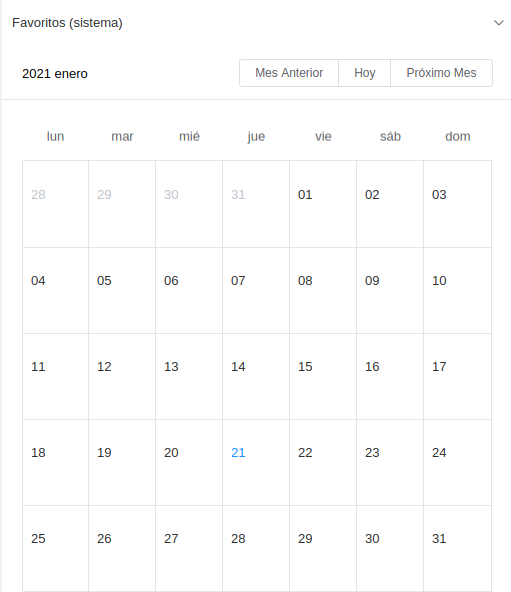 Favoritos (sistema)
2021 enero Mes Anterior Hoy Próximo Mes
lun mar mié jue vie sáb dom
28 29 30 31 01 02 03
04 05 06 07 08 09 10
11 12 13 14 15 16 17
18 19 20 21 22 23 24
25 26 27 28 29 30 31